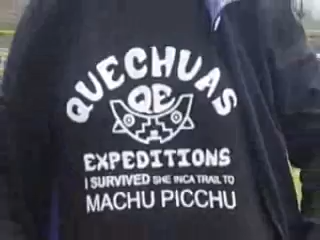 QUECHUAS
QE
EXPEDITIONS
I SURVIVED SHE INCA TRAIL TO
MACHU PICCHU